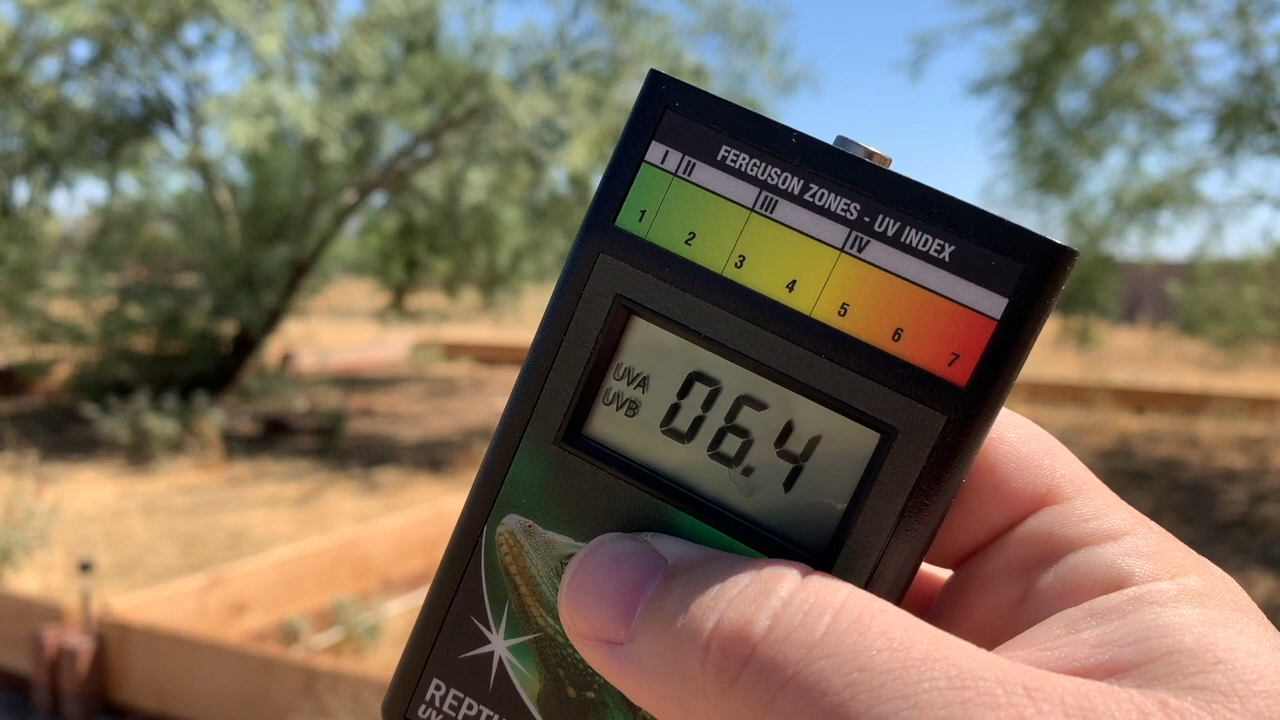 FERGUSON ZONES - UV INDEX
I II III IV
1 2 3 4 5 6 7
UVA
UVB
06.4
UV